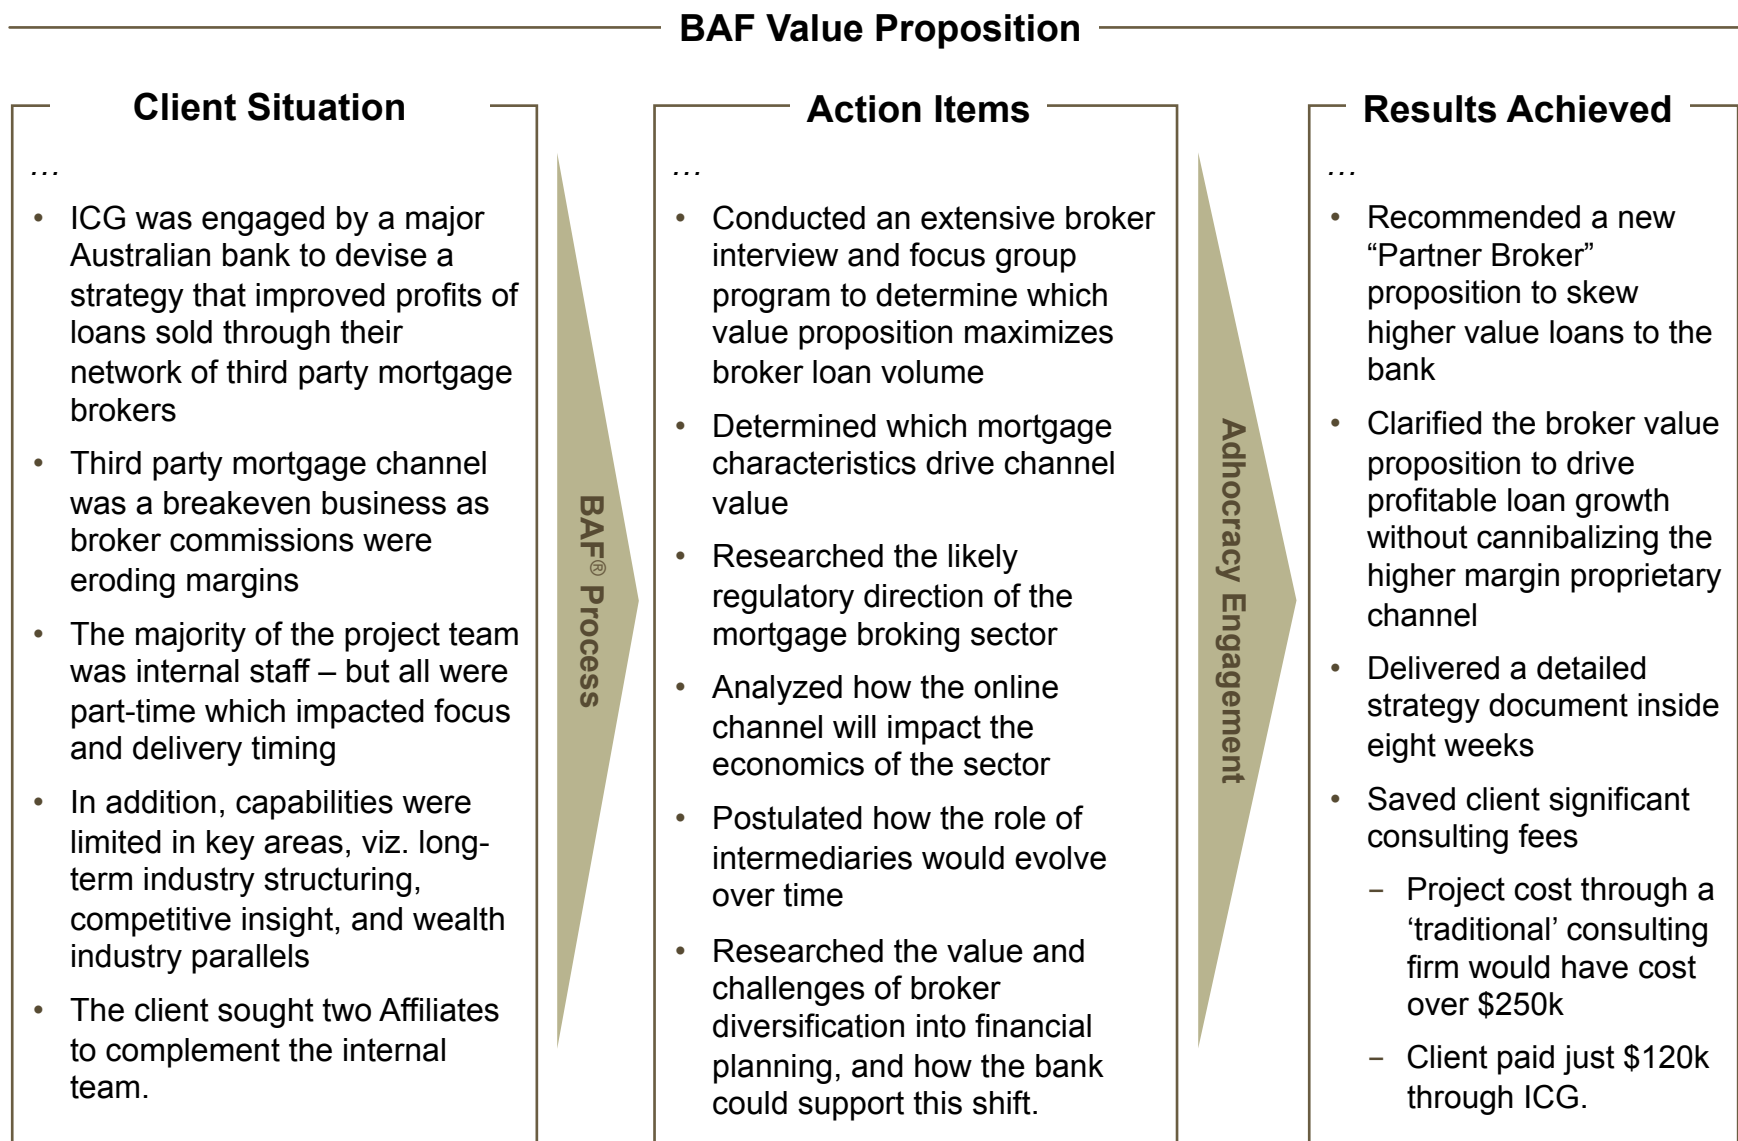 BAF Value Proposition
Client Situation
…
• ICG was engaged by a major
Australian bank to devise a
strategy that improved profits of
loans sold through their
network of third party mortgage
brokers
• Third party mortgage channel
was a breakeven business as
broker commissions were
eroding margins
• The majority of the project team
was internal staff – but all were
part-time which impacted focus
and delivery timing
• In addition, capabilities were
limited in key areas, viz. long-
term industry structuring,
competitive insight, and wealth
industry parallels
• The client sought two Affiliates
to complement the internal
team.
BAF® Process
Action Items
…
• Conducted an extensive broker
interview and focus group
program to determine which
value proposition maximizes
broker loan volume
• Determined which mortgage
characteristics drive channel
value
• Researched the likely
regulatory direction of the
mortgage broking sector
• Analyzed how the online
channel will impact the
economics of the sector
• Postulated how the role of
intermediaries would evolve
over time
• Researched the value and
challenges of broker
diversification into financial
planning, and how the bank
could support this shift.
Adhocracy Engagement
Results Achieved
…
• Recommended a new
“Partner Broker”
proposition to skew
higher value loans to the
bank
• Clarified the broker value
proposition to drive
profitable loan growth
without cannibalizing the
higher margin proprietary
channel
• Delivered a detailed
strategy document inside
eight weeks
• Saved client significant
consulting fees
– Project cost through a
‘traditional’ consulting
firm would have cost
over $250k
– Client paid just $120k
through ICG.